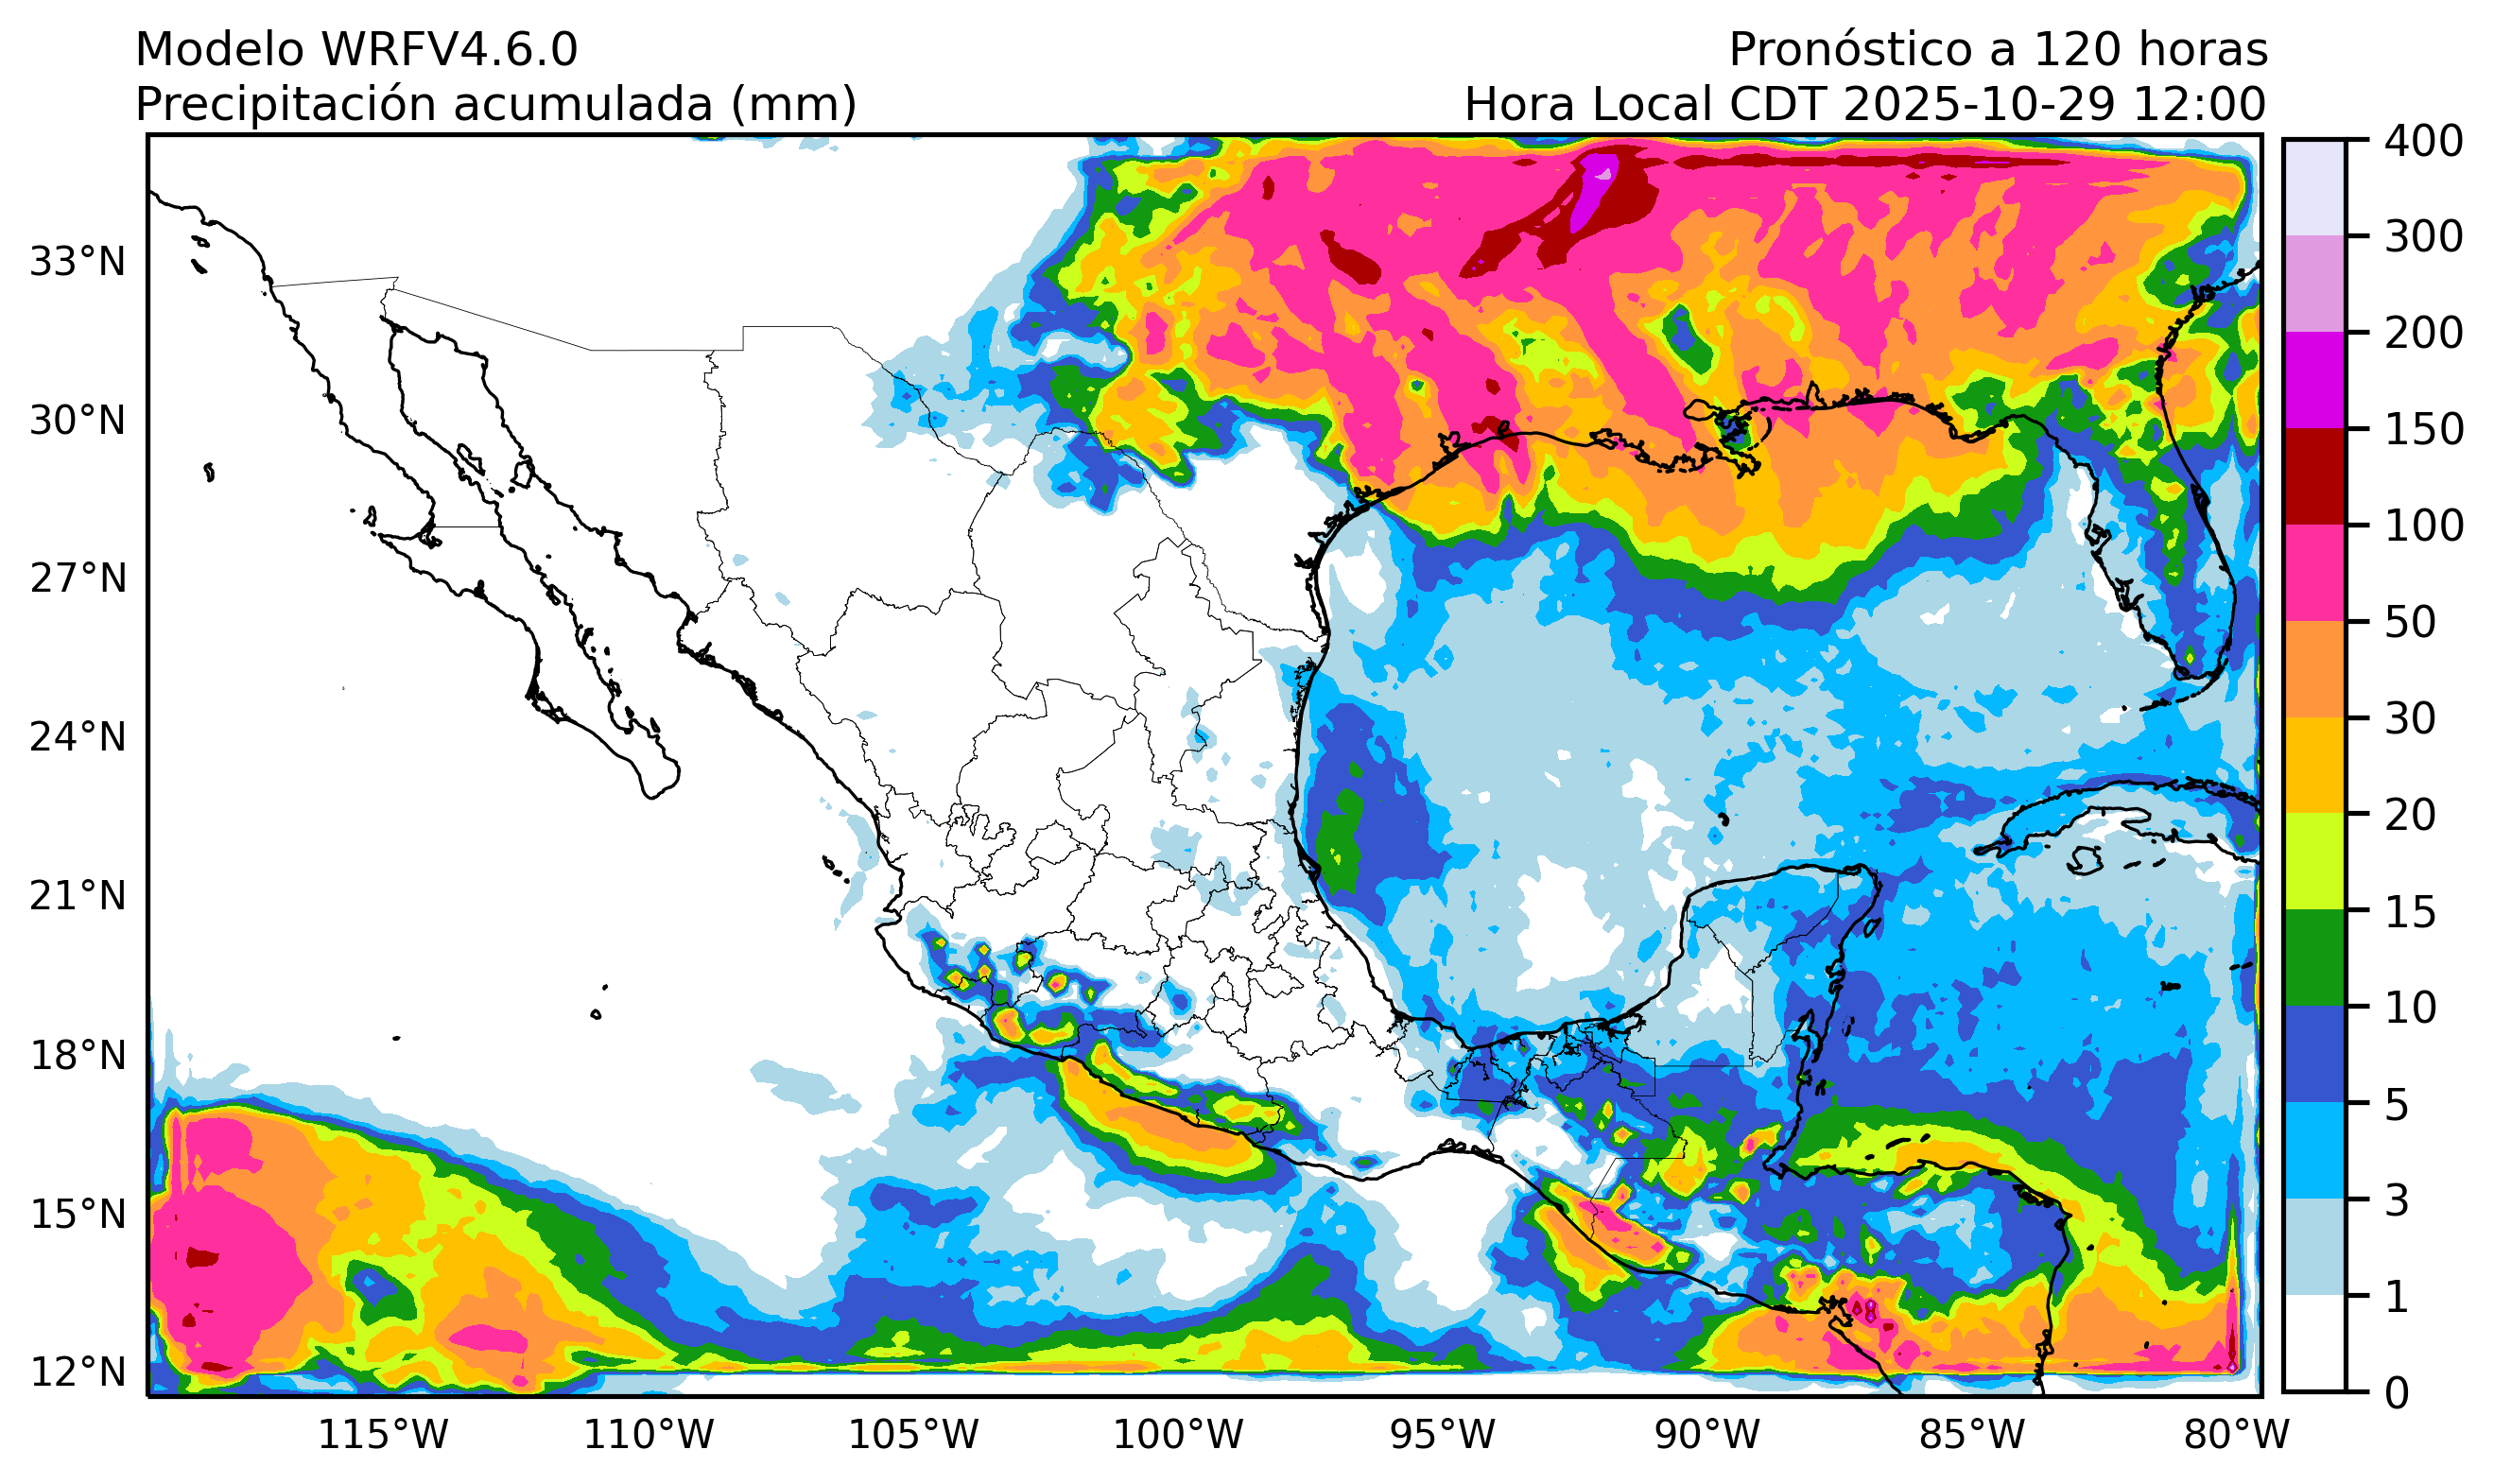 Modelo WRFV4.6.0
Pronóstico a 120 horas
Precipitación acumulada (mm)
Hora Local CDT 2025-10-29 12:00
33°N
30°N
27°N
24°N
21°N
18°N
15°N
12°N
115°W
110°W
105°W
100°W
95°W
90°W
85°W
80°W
400
300
200
150
100
50
30
20
15
10
5
3
1
0